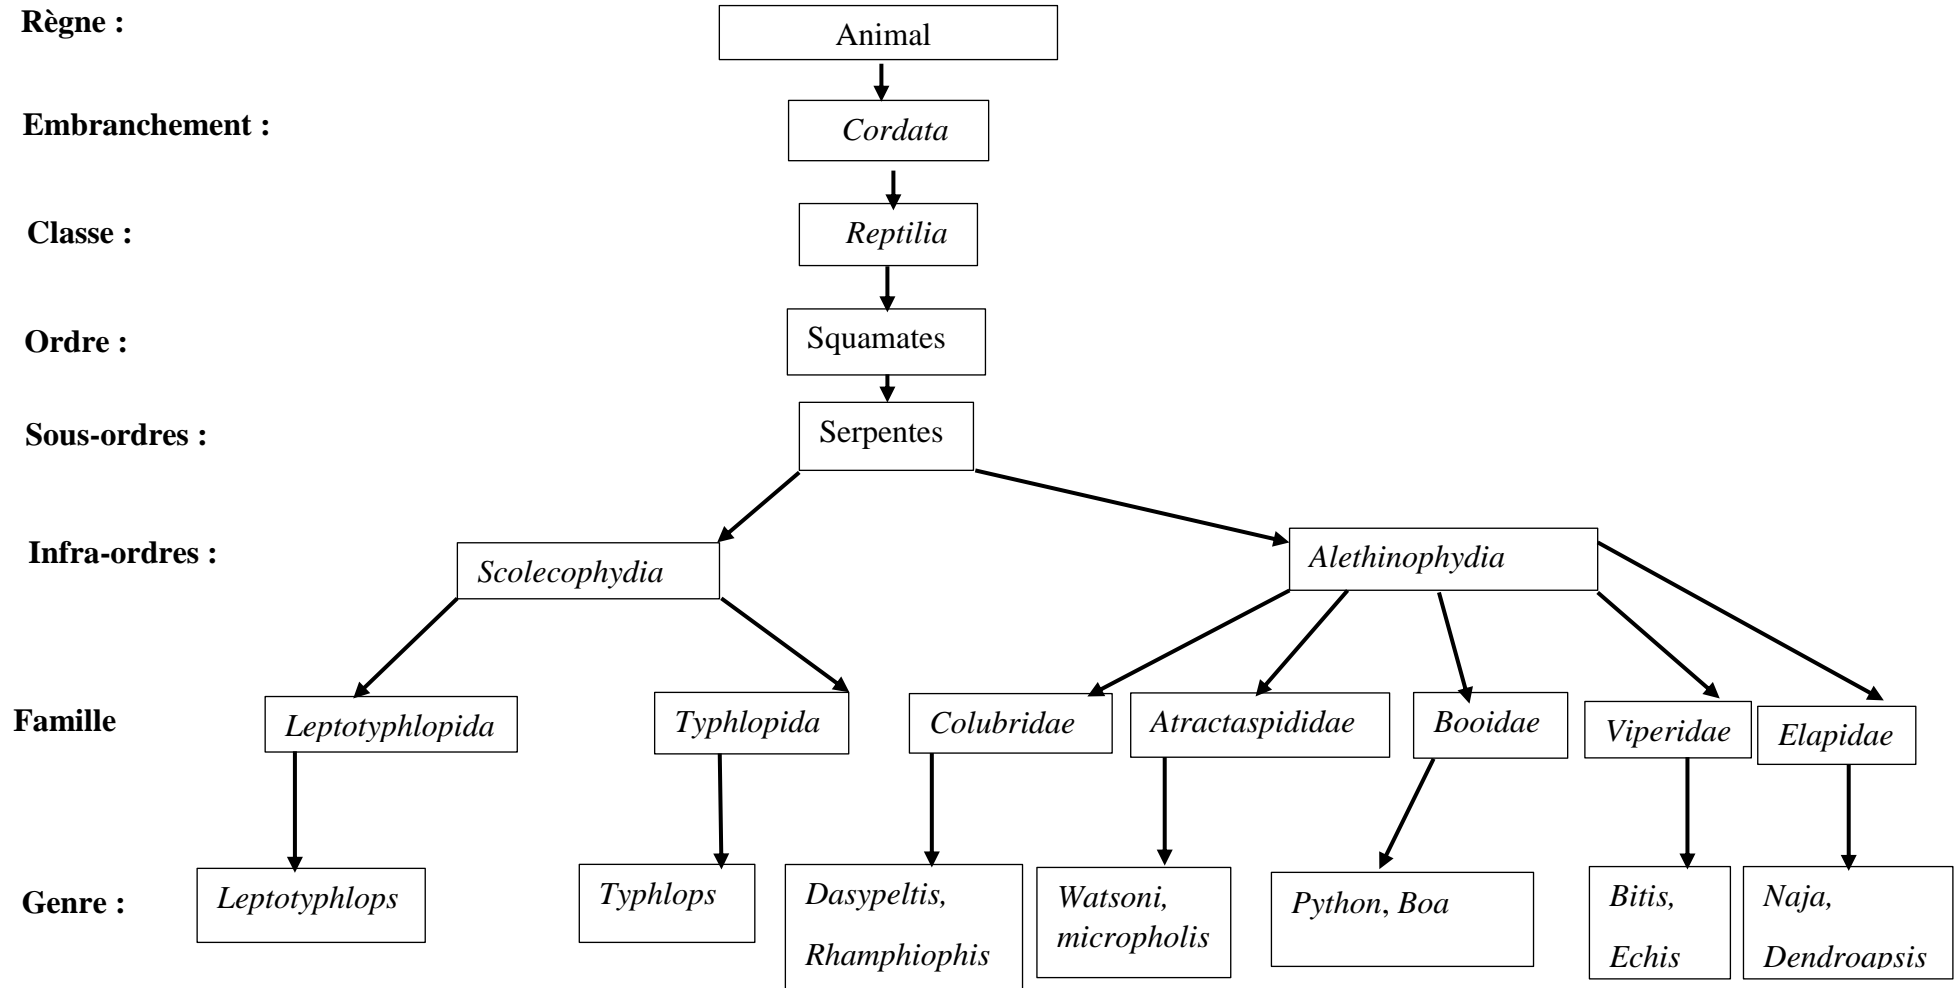 Règne :
Animal
Embranchement :
Cordata
Classe :
Reptilia
Ordre :
Squamates
Sous-ordres :
Serpentes
Infra-ordres :
Scolecophydia
Alethinophydia
Famille
Leptotyphlopida
Typhlopida
Colubridae
Atractaspididae
Booidae
Viperidae
Elapidae
Genre :
Leptotyphlops
Typhlops
Dasypeltis,
Rhamphiophis
Watsoni,
micropholis
Python, Boa
Bitis,
Echis
Naja,
Dendroapsis